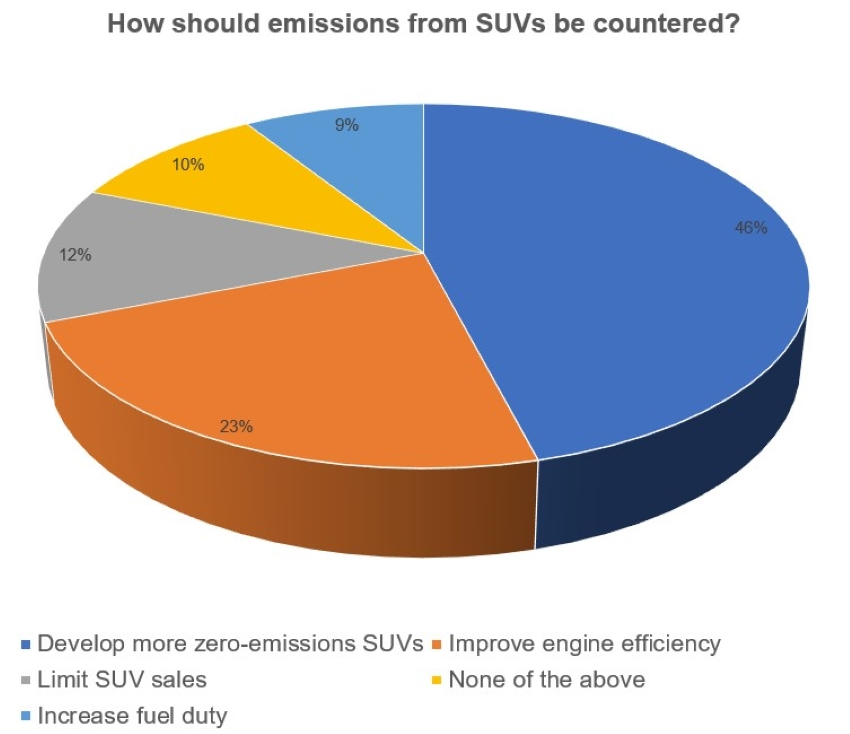 How should emissions from SUVs be countered?
9%
10%
46%
12%
23%
Develop more zero-emissions SUVs Improve engine efficiency
Limit SUV sales None of the above
Increase fuel duty